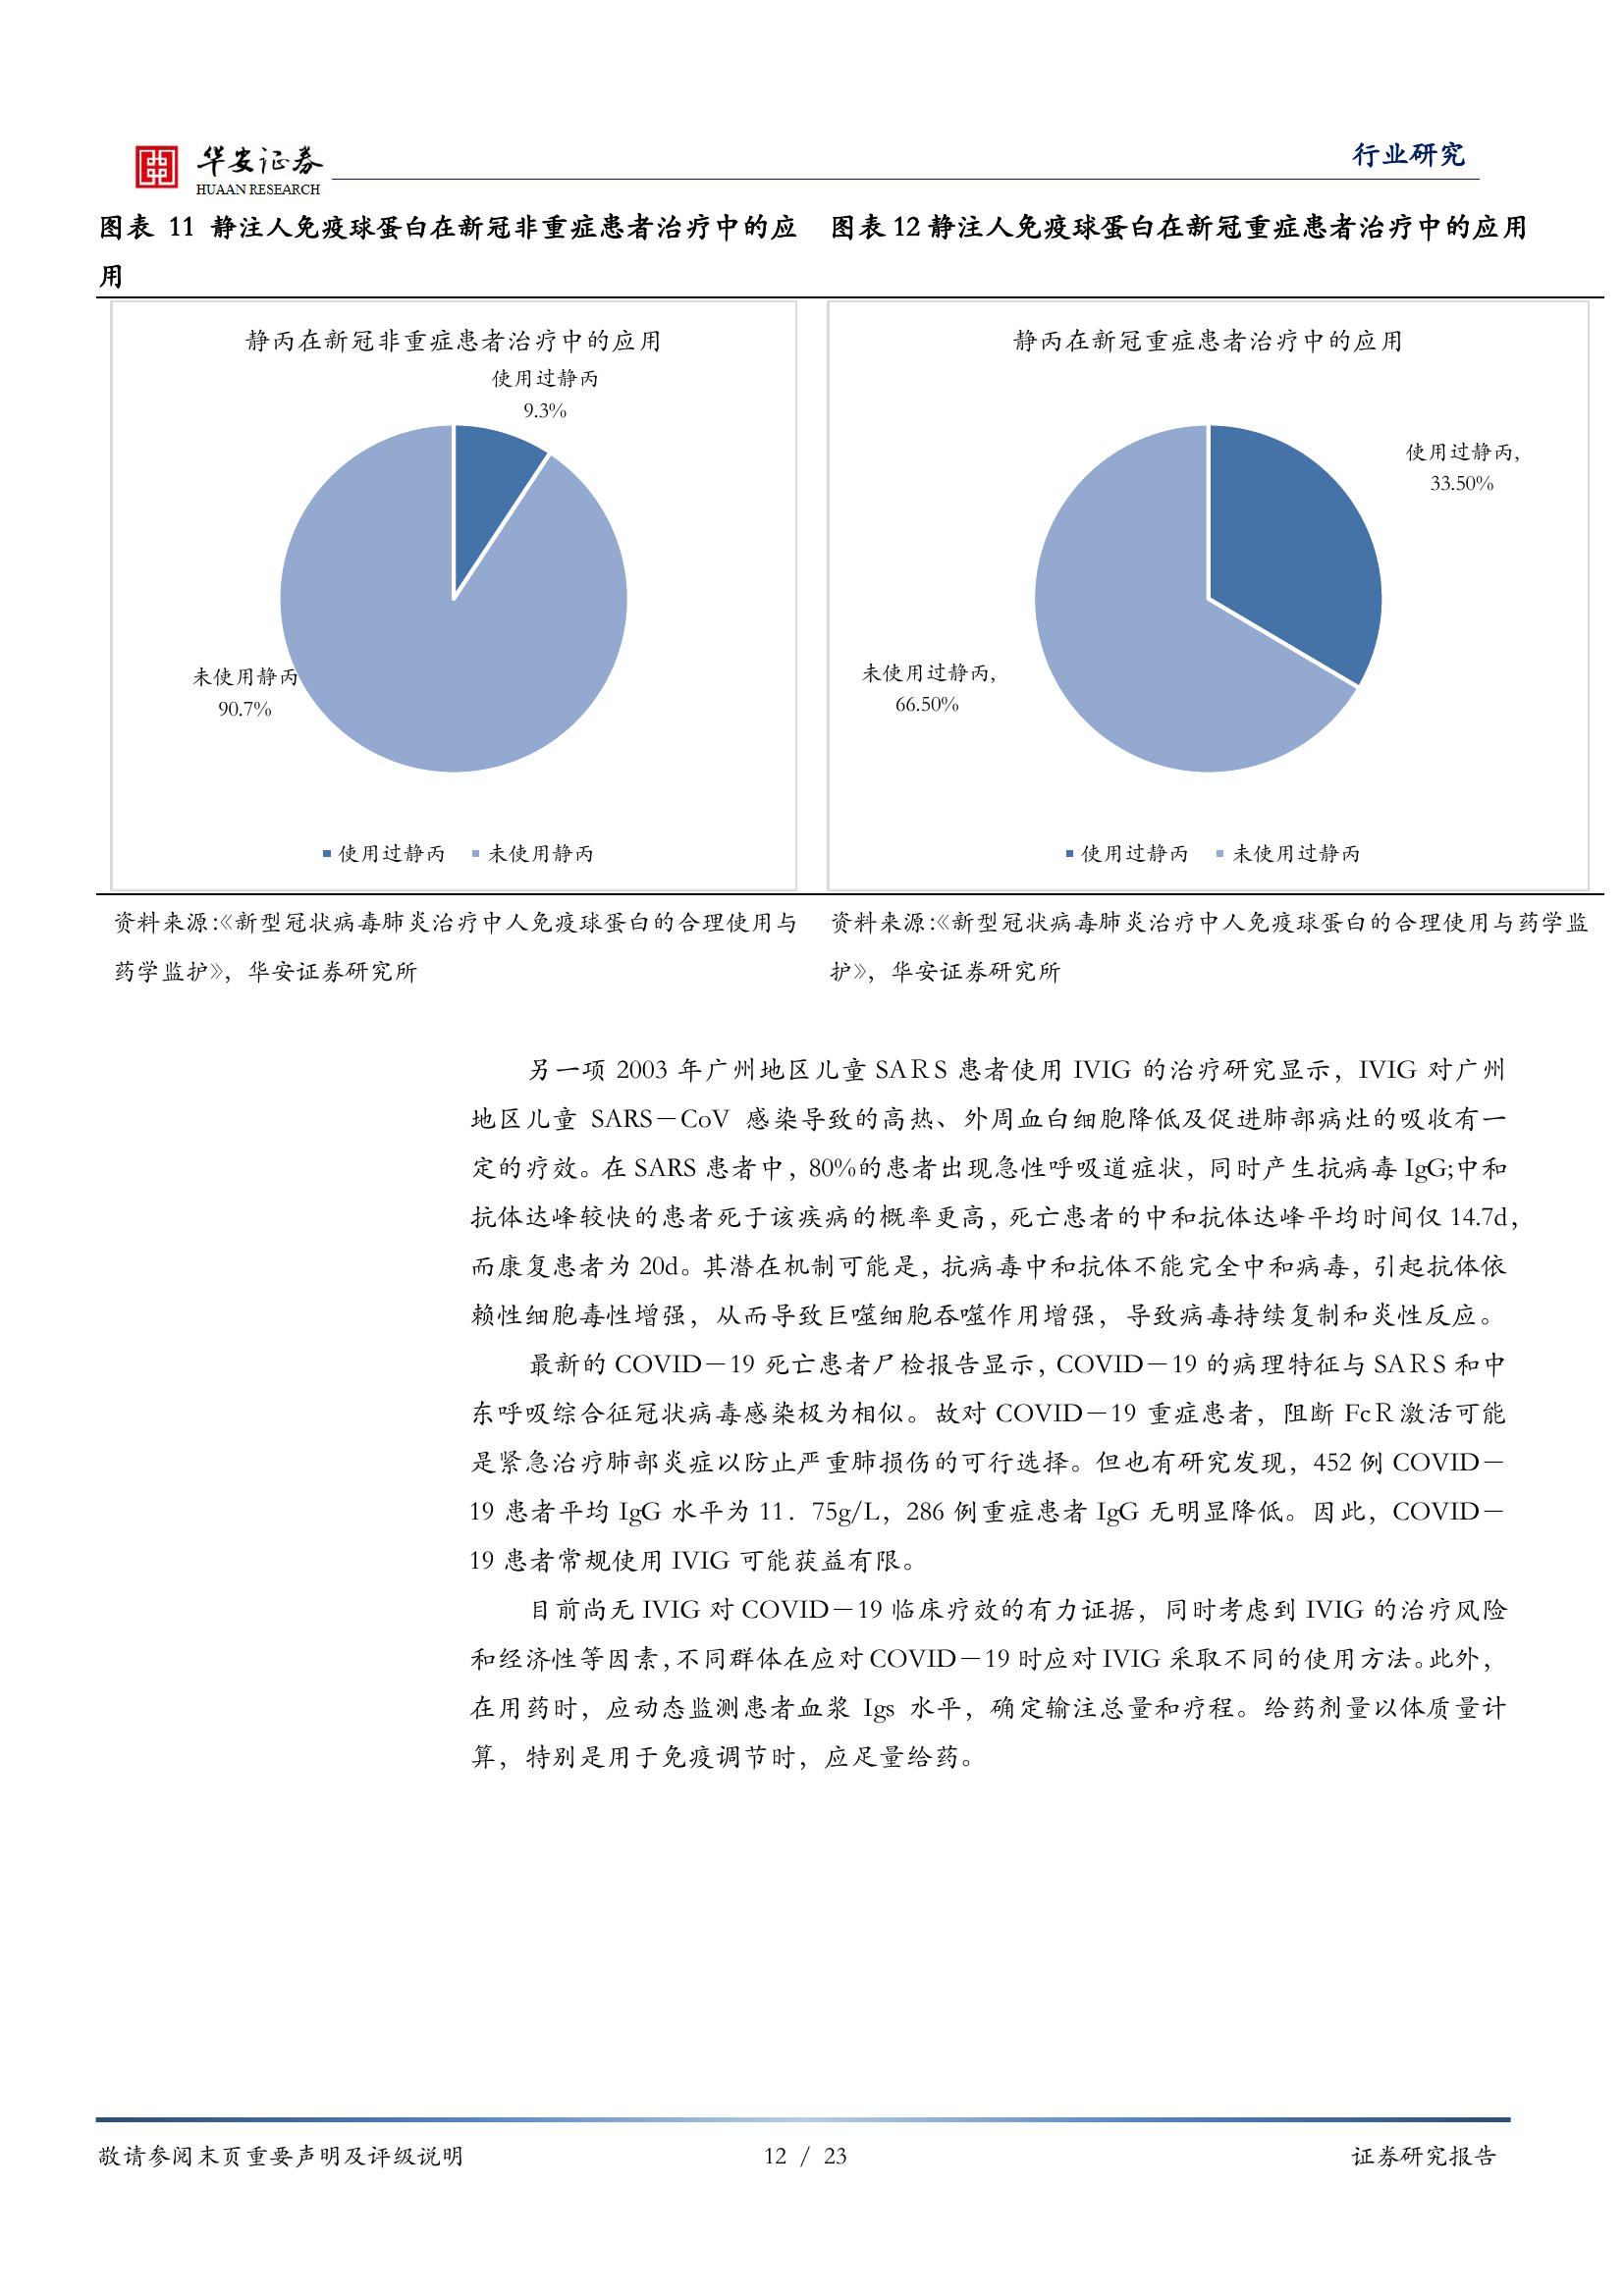 华安证券
HUAAN RESEARCH
行业研究
图表 11 静注人免疫球蛋白在新冠非重症患者治疗中的应
用
图表 12 静注人免疫球蛋白在新冠重症患者治疗中的应用
静丙在新冠非重症患者治疗中的应用
使用过静丙
9.3%
未使用静丙
90.7%
使用过静丙 未使用静丙
静丙在新冠重症患者治疗中的应用
使用过静丙,
33.50%
未使用过静丙,
66.50%
使用过静丙 未使用过静丙
资料来源:《新型冠状病毒肺炎治疗中人免疫球蛋白的合理使用与
药学监护》，华安证券研究所
资料来源:《新型冠状病毒肺炎治疗中人免疫球蛋白的合理使用与药学监
护》，华安证券研究所
另一项 2003 年广州地区儿童 SARS 患者使用 IVIG 的治疗研究显示，IVIG 对广州
地区儿童 SARS－CoV 感染导致的高热、外周血白细胞降低及促进肺部病灶的吸收有一
定的疗效。在 SARS 患者中，80%的患者出现急性呼吸道症状，同时产生抗病毒 IgG;中和
抗体达峰较快的患者死于该疾病的概率更高，死亡患者的中和抗体达峰平均时间仅 14.7d，
而康复患者为 20d。其潜在机制可能是，抗病毒中和抗体不能完全中和病毒，引起抗体依
赖性细胞毒性增强，从而导致巨噬细胞吞噬作用增强，导致病毒持续复制和炎性反应。
最新的 COVID－19 死亡患者尸检报告显示，COVID－19 的病理特征与 SARS 和中
东呼吸综合征冠状病毒感染极为相似。故对 COVID－19 重症患者，阻断 FcR 激活可能
是紧急治疗肺部炎症以防止严重肺损伤的可行选择。但也有研究发现，452 例 COVID－
19 患者平均 IgG 水平为 11．75g/L，286 例重症患者 IgG 无明显降低。因此，COVID－
19 患者常规使用 IVIG 可能获益有限。
目前尚无 IVIG 对 COVID－19 临床疗效的有力证据，同时考虑到 IVIG 的治疗风险
和经济性等因素，不同群体在应对 COVID－19 时应对 IVIG 采取不同的使用方法。此外，
在用药时，应动态监测患者血浆 Igs 水平，确定输注总量和疗程。给药剂量以体质量计
算，特别是用于免疫调节时，应足量给药。
敬请参阅末页重要声明及评级说明
12 / 23
证券研究报告